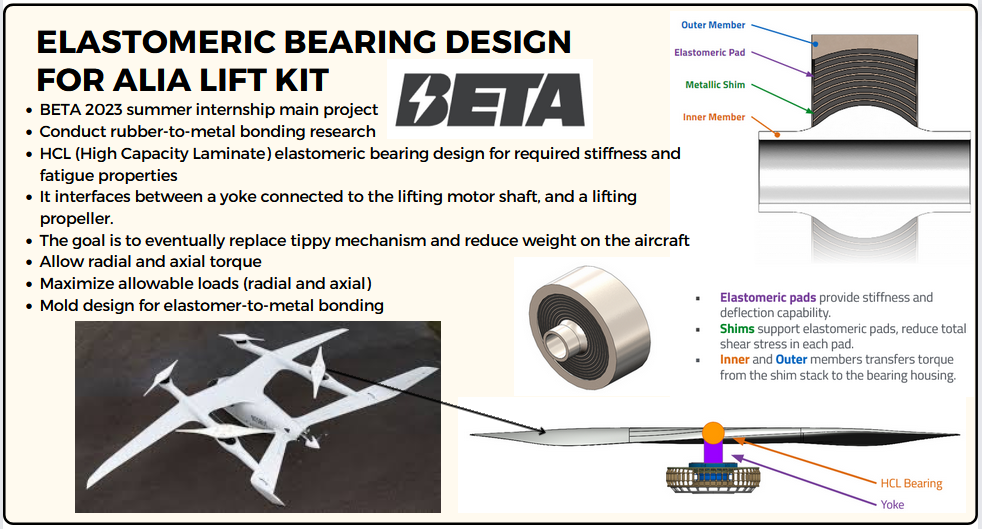 ELASTOMERIC BEARING DESIGN
FOR ALIA LIFT KIT
BETA
• BETA 2023 summer internship main project
• Conduct rubber-to-metal bonding research
• HCL (High Capacity Laminate) elastomeric bearing design for required stiffness and
fatigue properties
• It interfaces between a yoke connected to the lifting motor shaft, and a lifting
propeller.
• The goal is to eventually replace tippy mechanism and reduce weight on the aircraft
• Allow radial and axial torque
• Maximize allowable loads (radial and axial)
• Mold design for elastomer-to-metal bonding
Outer Member
Elastomeric Pad
Metallic Shim
Inner Member
▪ Elastomeric pads provide stiffness and
deflection capability.
▪ Shims support elastomeric pads, reduce total
shear stress in each pad.
▪ Inner and Outer members transfers torque
from the shim stack to the bearing housing.
HCL Bearing
Yoke